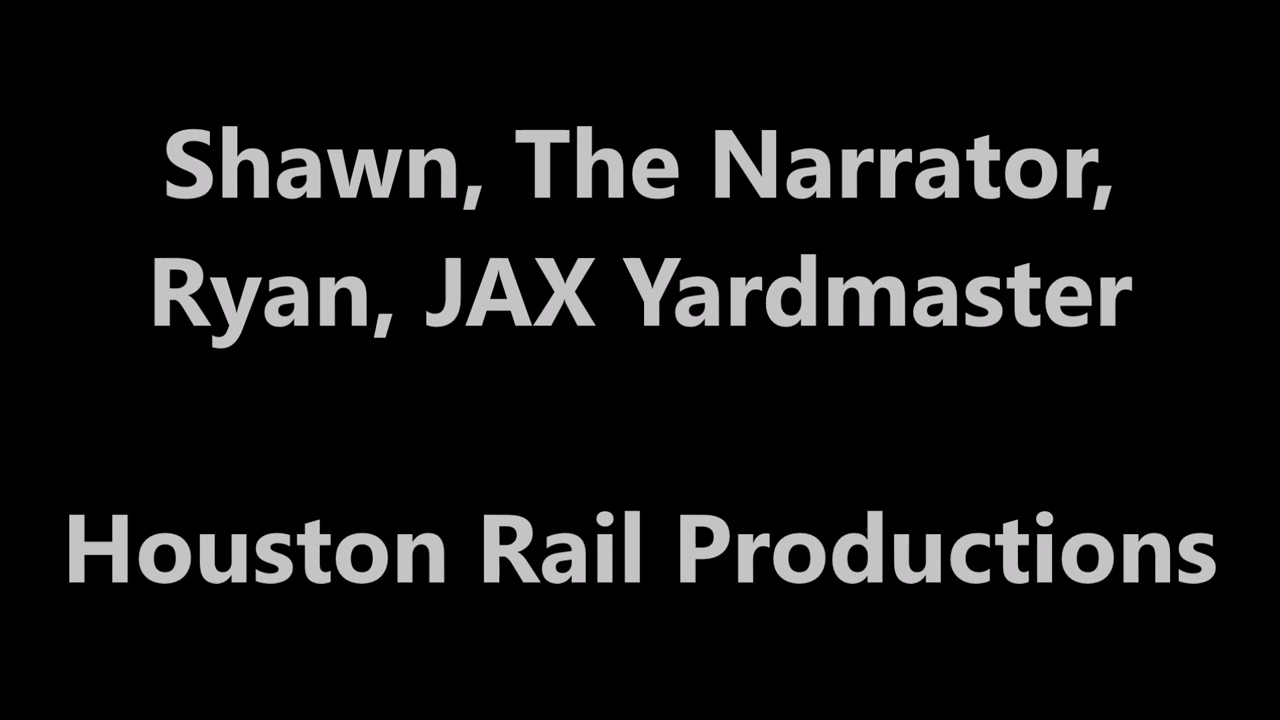 Shawn, The Narrator,
Ryan, JAX Yardmaster
Houston Rail Productions